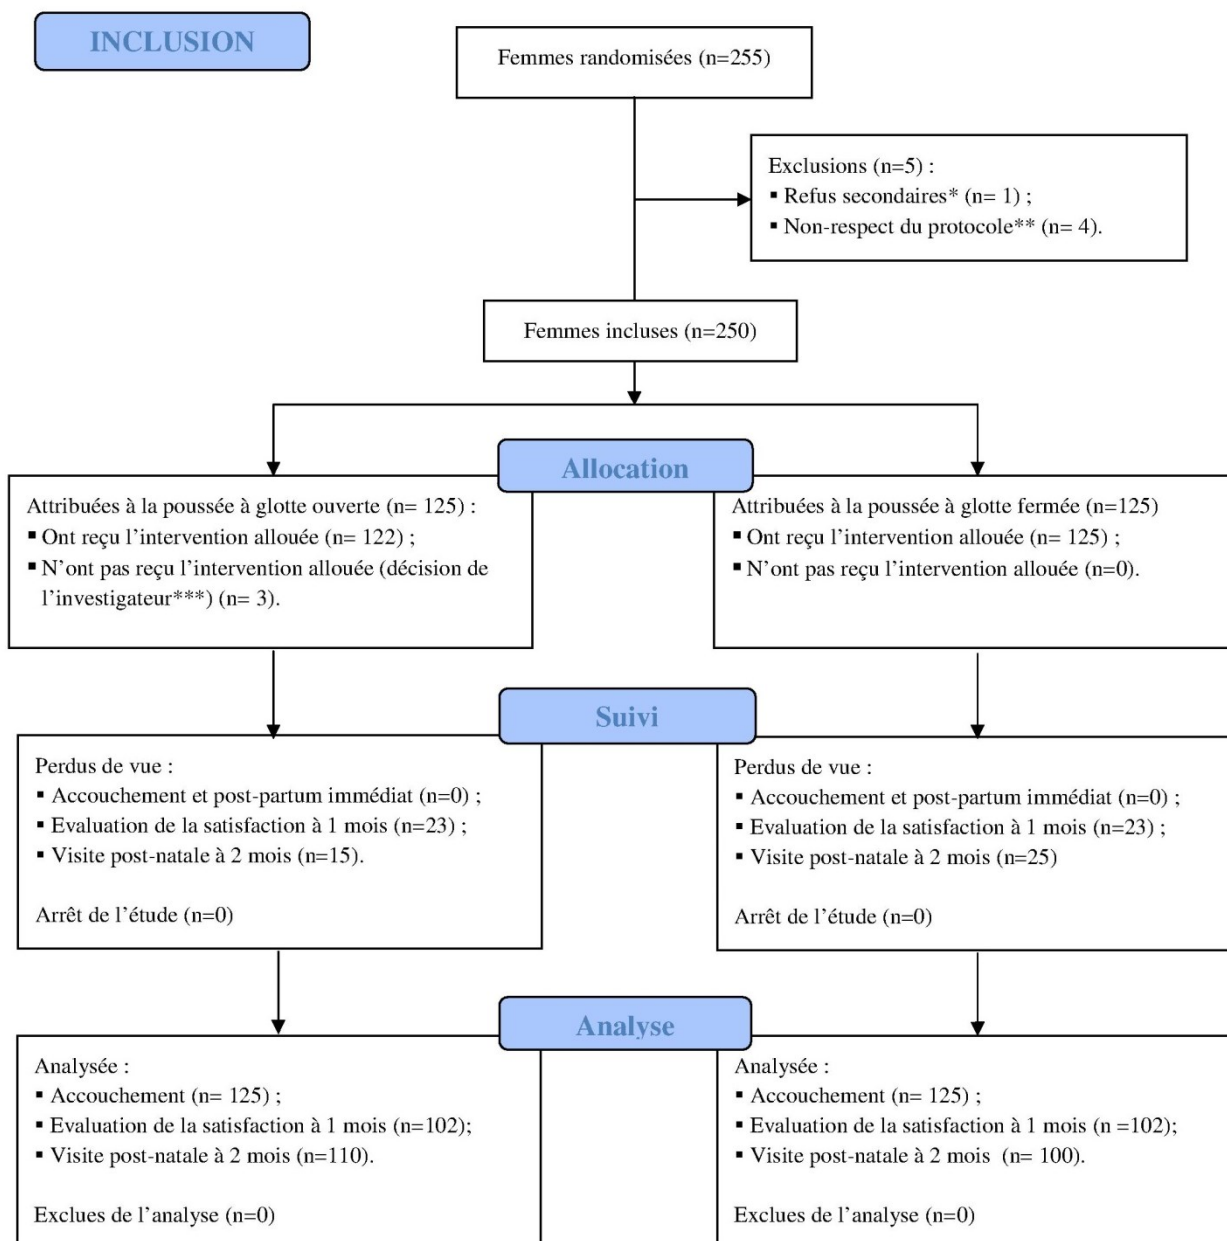 INCLUSION
Femmes randomisées (n=255)
Exclusions (n=5) :
▪ Refus secondaires* (n= 1) ;
▪ Non-respect du protocole** (n= 4).
Femmes incluses (n=250)
Allocation
Attribuées à la poussée à glotte ouverte (n= 125) :
▪ Ont reçu l’intervention allouée (n= 122) ;
▪ N’ont pas reçu l’intervention allouée (décision de
l’investigateur***) (n= 3).
Attribuées à la poussée à glotte fermée (n=125)
▪ Ont reçu l’intervention allouée (n= 125) ;
▪ N’ont pas reçu l’intervention allouée (n=0).
Suivi
Perdus de vue :
▪ Accouchement et post-partum immédiat (n=0) ;
▪ Evaluation de la satisfaction à 1 mois (n=23) ;
▪ Visite post-natale à 2 mois (n=15).
Arrêt de l’étude (n=0)
Perdus de vue :
▪ Accouchement et post-partum immédiat (n=0) ;
▪ Evaluation de la satisfaction à 1 mois (n=23) ;
▪ Visite post-natale à 2 mois (n=25)
Arrêt de l’étude (n=0)
Analyse
Analysée :
▪ Accouchement (n= 125) ;
▪ Evaluation de la satisfaction à 1 mois (n=102);
▪ Visite post-natale à 2 mois (n=110).
Exclues de l’analyse (n=0)
Analysée :
▪ Accouchement (n= 125) ;
▪ Evaluation de la satisfaction à 1 mois (n =102);
▪ Visite post-natale à 2 mois (n= 100).
Exclues de l’analyse (n=0)